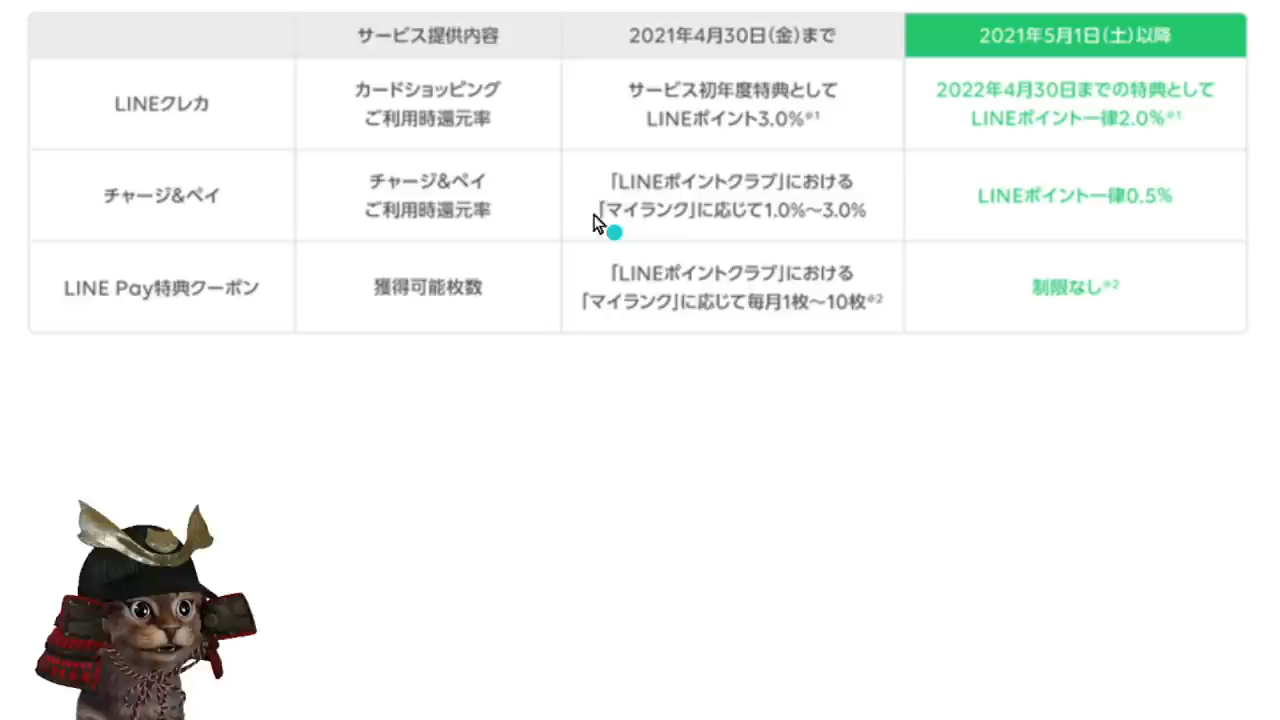 サービス提供内容
2021年4月30日(金)まで
2021年5月1日(土)以降
LINEクレカ
カードショッピング
ご利用時還元率
サービス初年度特典として
LINEポイント3.0%※1
2022年4月30日までの特典として
LINEポイント一律2.0%※1
チャージ&ペイ
チャージ&ペイ
ご利用時還元率
「LINEポイントクラブ」における
「マイランク」に応じて1.0%〜3.0%
LINEポイント一律0.5%
LINE Pay特典クーポン
獲得可能枚数
「LINEポイントクラブ」における
「マイランク」に応じて毎月1枚〜10枚※2
制限なし※2